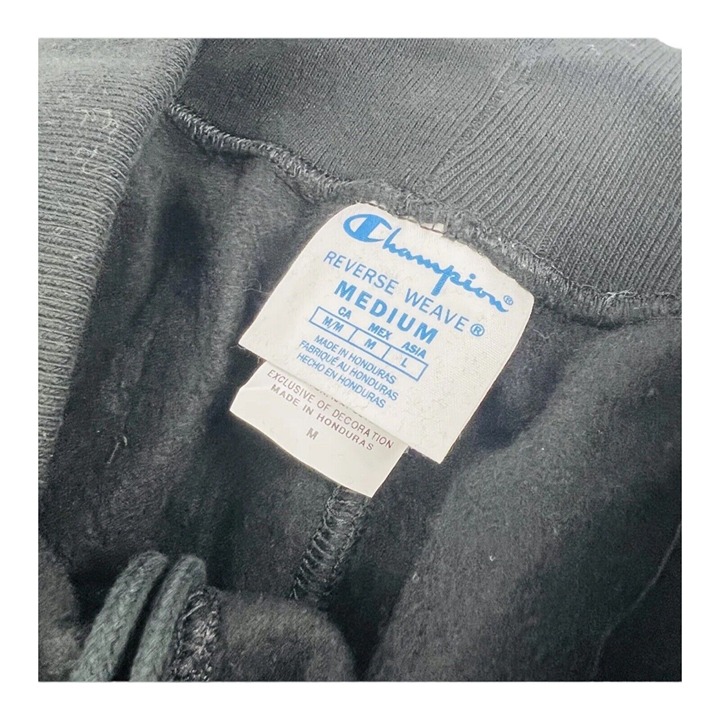 Champion®
REVERSE WEAVE®
MEDIUM
CA MEX ASIA
M/M M L
MADE IN HONDURAS
FABRIQUÉ AU HONDURAS
HECHO EN HONDURAS
EXCLUSIVE OF DECORATION
MADE IN HONDURAS
M